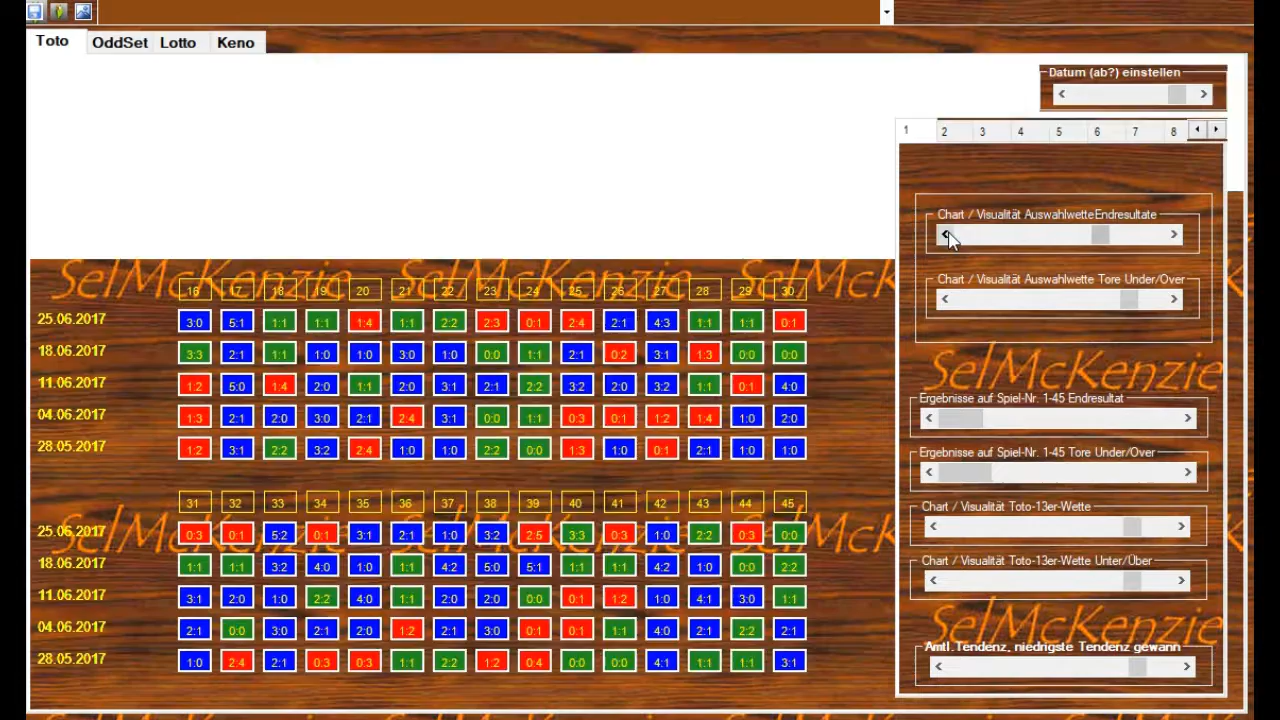 Toto OddSet Lotto Keno
Datum (ab?) einstellen
1 2 3 4 5 6 7 8
Chart / Visualität AuswahlwetteEndresultate
Chart / Visualität Auswahlwette Tore Under/Over
SelMcKenzie SelMcKenzie SelMcK
16 17 18 19 20 21 22 23 24 25 26 27 28 29 30
25.06.2017 3:0 5:1 1:1 1:1 1:4 1:1 2:2 2:3 0:1 2:4 2:1 4:3 1:1 1:1 0:1
18.06.2017 3:3 2:1 1:1 1:0 1:0 3:0 1:0 0:0 1:1 2:1 0:2 3:1 1:3 0:0 0:0
11.06.2017 1:2 5:0 1:4 2:0 1:1 2:0 3:1 2:1 2:2 3:2 2:0 3:2 1:1 0:1 4:0
04.06.2017 1:3 2:1 2:0 3:0 2:1 2:4 3:1 0:0 1:1 0:3 0:1 1:2 1:4 1:0 2:0
28.05.2017 1:2 3:1 2:2 3:2 2:4 1:0 1:0 2:2 0:0 1:3 1:0 0:1 2:1 1:0 1:0
31 32 33 34 35 36 37 38 39 40 41 42 43 44 45
25.06.2017 0:3 0:1 5:2 0:1 3:1 2:1 1:0 3:2 2:5 3:3 0:3 1:0 2:2 0:3 0:0
SelMcKenzie SelMcKenzie SelMcK
18.06.2017 1:1 1:1 3:2 4:0 1:0 1:1 4:2 5:0 5:1 1:1 1:1 4:2 1:0 0:0 2:2
11.06.2017 3:1 2:0 1:0 2:2 4:0 1:1 2:0 2:0 0:0 0:1 1:2 1:0 4:1 3:0 1:1
04.06.2017 2:1 0:0 3:0 2:1 2:0 1:2 2:1 3:0 0:1 0:1 1:1 4:0 2:1 2:2 2:1
28.05.2017 1:0 2:4 2:1 0:3 0:3 1:1 2:2 1:2 0:4 0:0 0:0 4:1 1:1 1:1 3:1
SelMcKenzie
Ergebnisse auf Spiel-Nr. 1-45 Endresultat
Ergebnisse auf Spiel-Nr. 1-45 Tore Under/Over
Chart / Visualität Toto-13er-Wette
Chart / Visualität Toto-13er-Wette Unter/Über
SelMcKenzie
Amtl.Tendenz, niedrigste Tendenz gewann